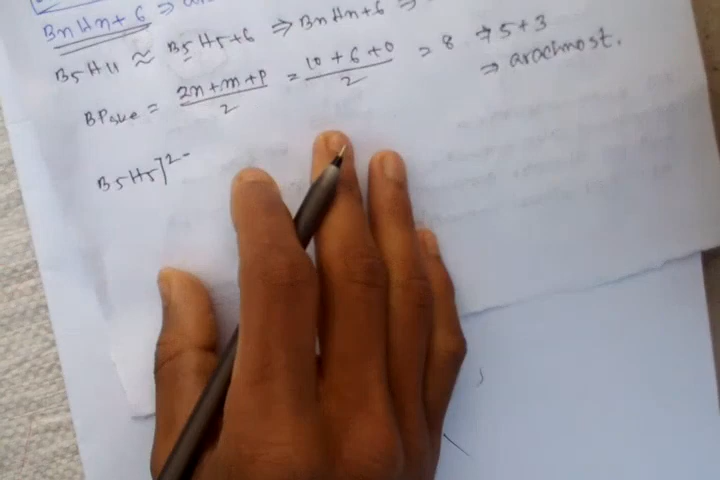 BnHn+6 ⇒
B5H11 ≈ B5H5+6 ⇒ BnHn+6 ⇒
BPsue = 2n+m+p/2 = 10+6+0/2 = 8 ⇒ 5+3
⇒ arachnost.
B5H5]2-